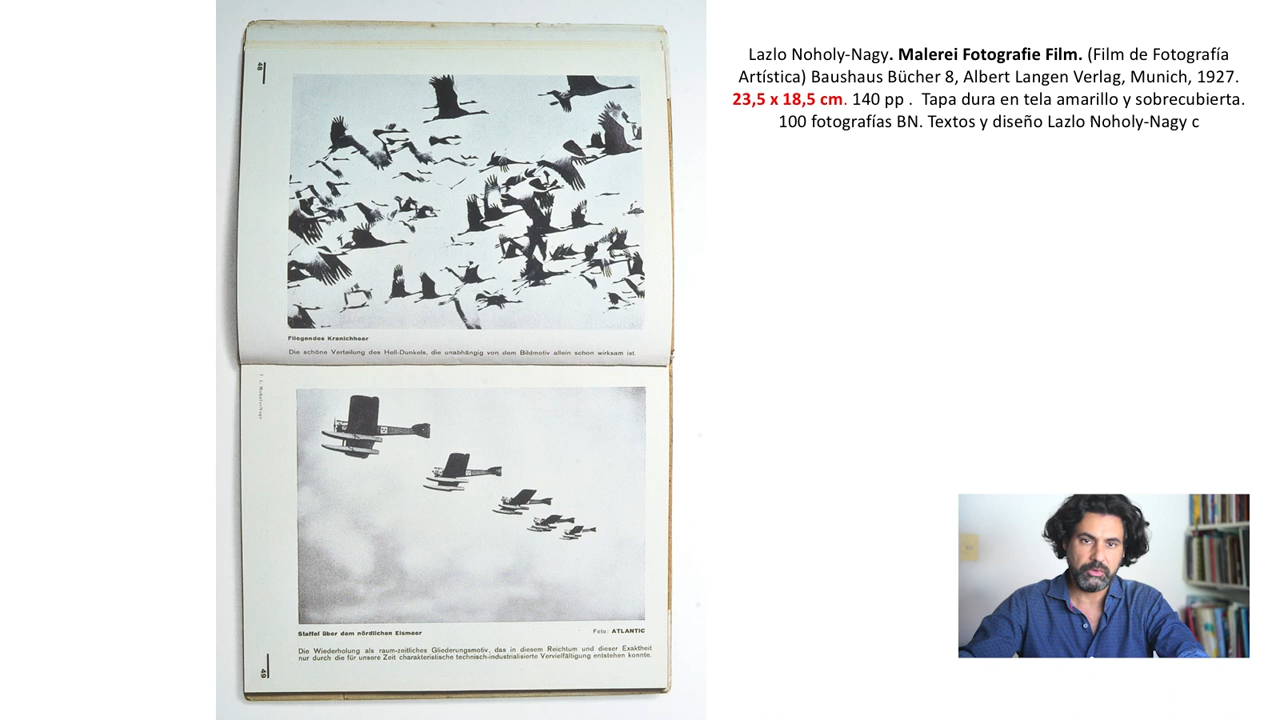 Lazlo Noholy-Nagy. Malerei Fotografie Film. (Film de Fotografía
Artística) Baushaus Bücher 8, Albert Langen Verlag, Munich, 1927.
23,5 x 18,5 cm. 140 pp . Tapa dura en tela amarillo y sobrecubierta.
100 fotografías BN. Textos y diseño Lazlo Noholy-Nagy c
48
Fliegendes Kranichheer
Die schöne Verteilung des Hell-Dunkels, die unabhängig von dem Bildmotiv allein schon wirksam ist.
Staffel über dem nördlichen Eismeer
Foto: ATLANTIC
Die Wiederholung als raum-zeitliches Gliederungsmotiv, das in diesem Reichtum und dieser Exaktheit
nur durch die für unsere Zeit charakteristische technisch-industrialisierte Vervielfältigung entstehen konnte.
49